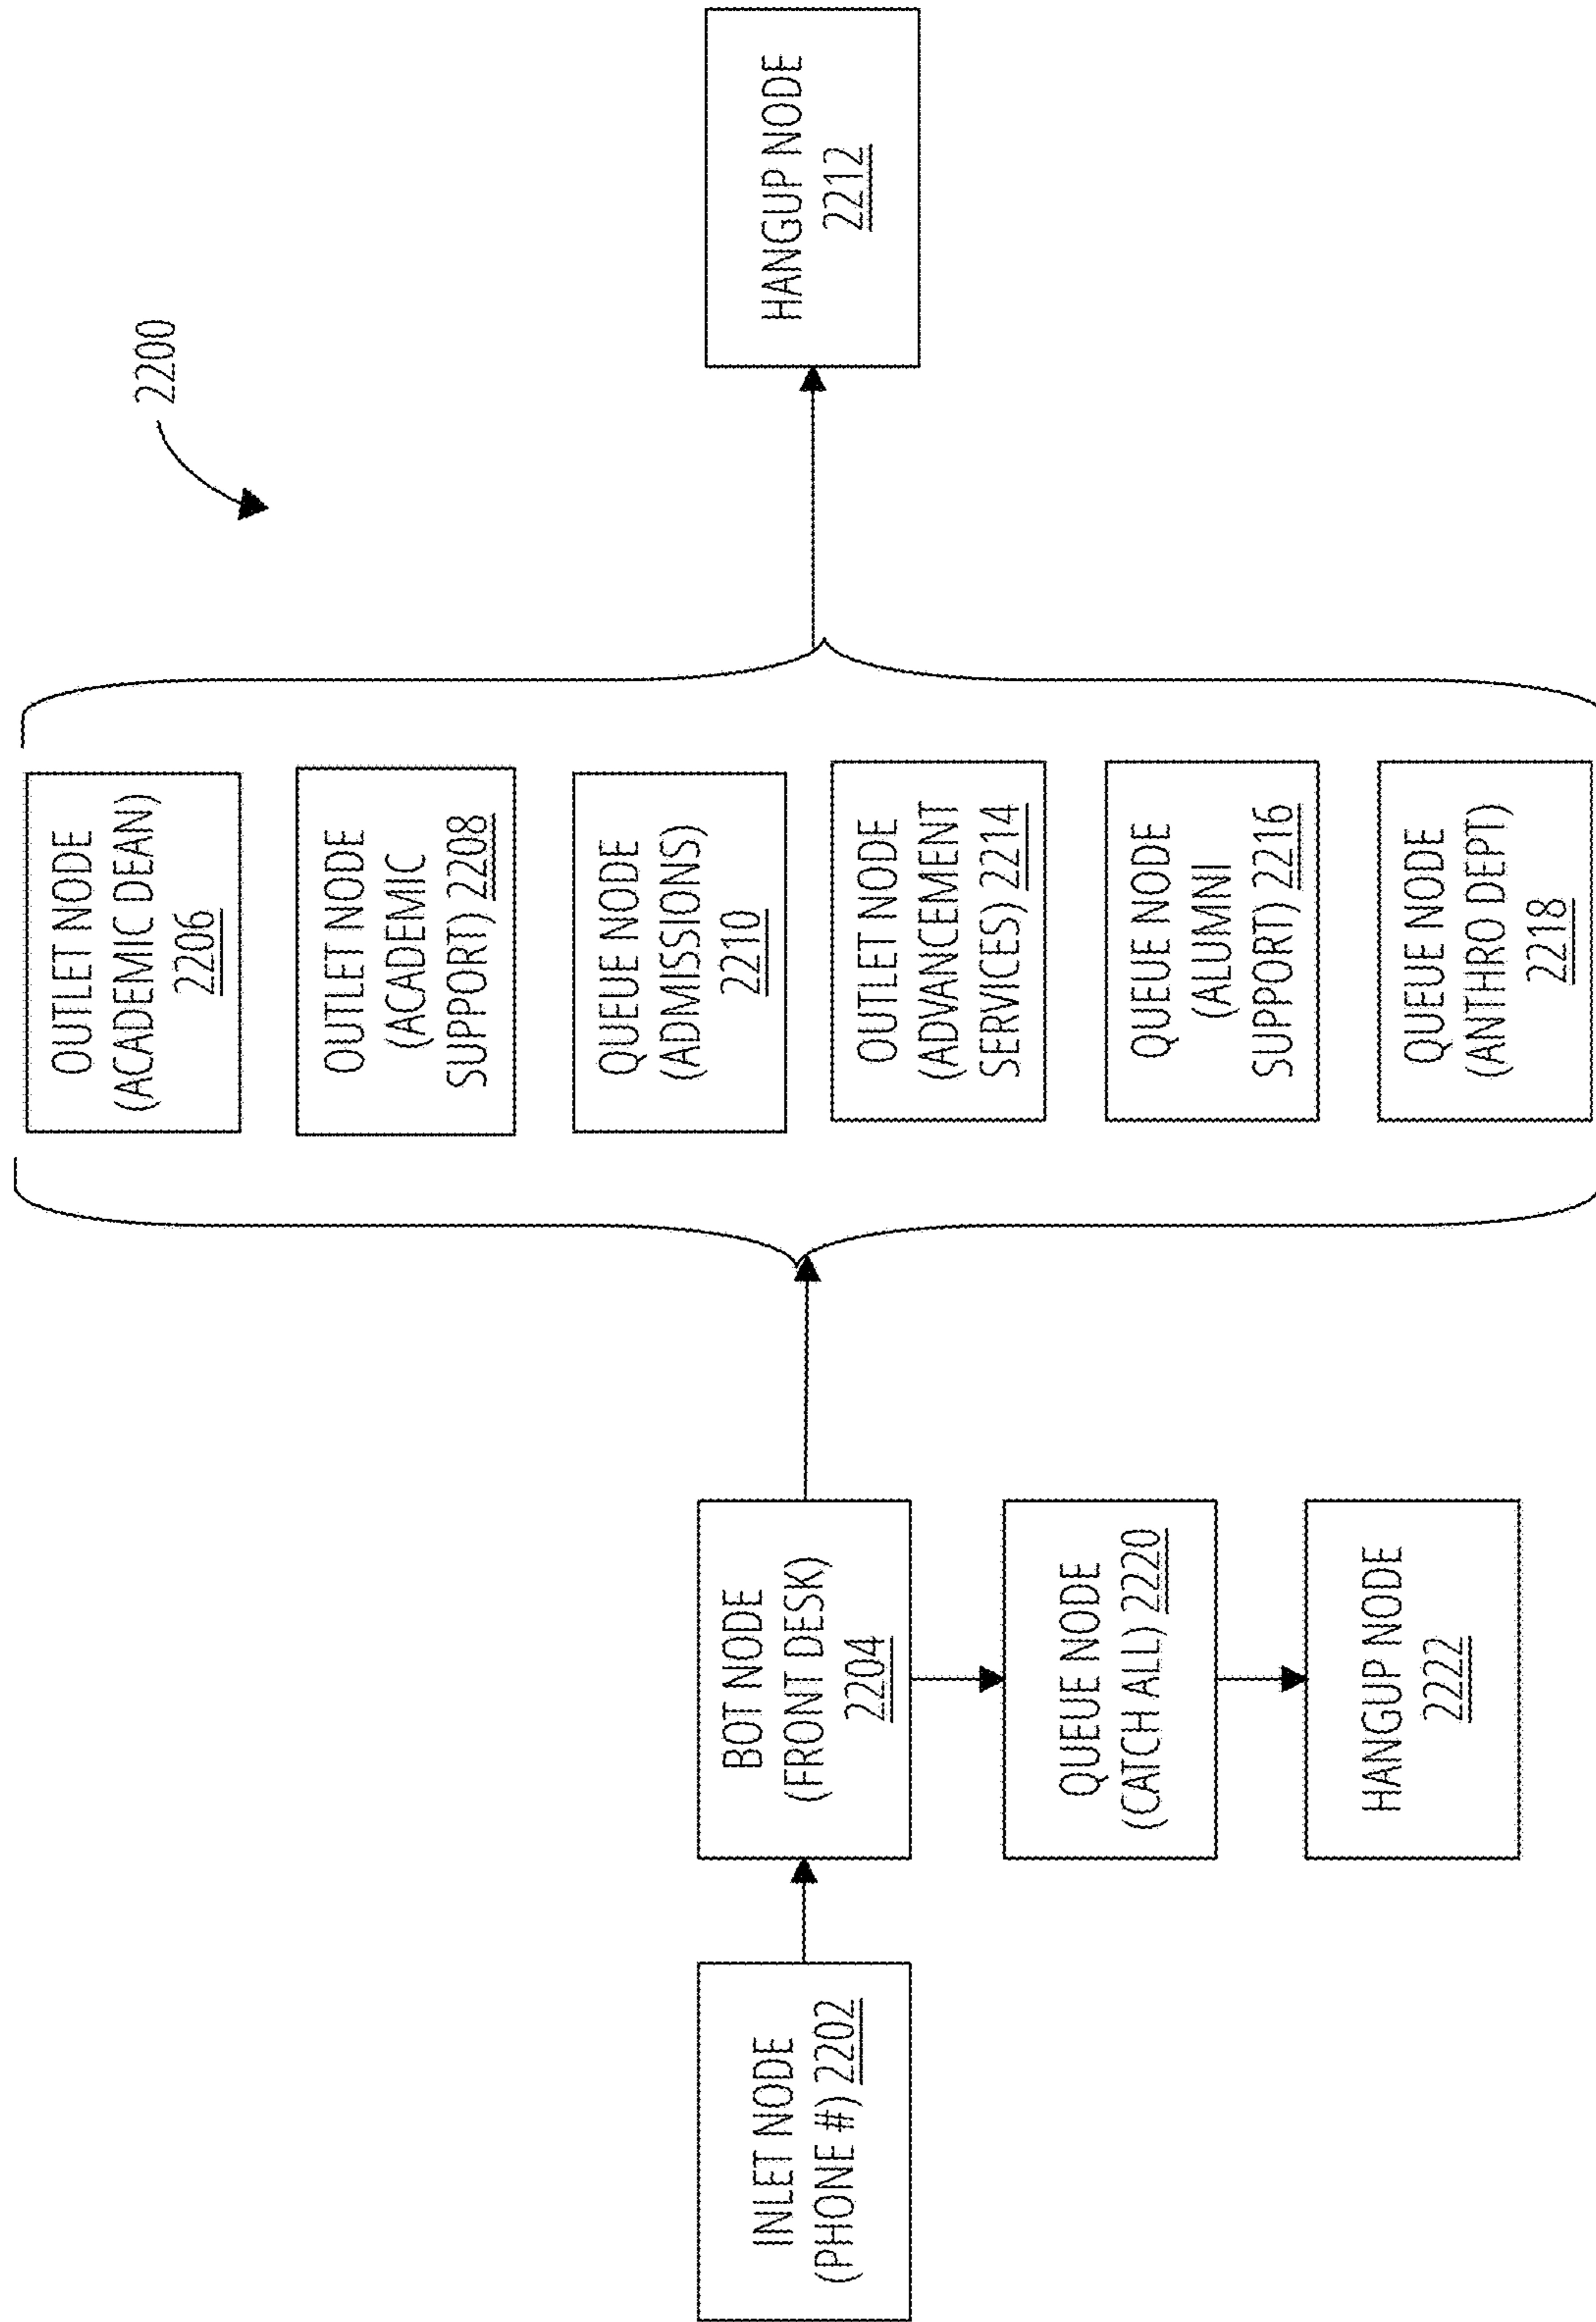 2200
INLET NODE
(PHONE #) 2202
BOT NODE
(FRONT DESK)
2204
QUEUE NODE
(CATCH ALL) 2220
HANGUP NODE
2222
OUTLET NODE
(ACADEMIC DEAN)
2206
OUTLET NODE
(ACADEMIC
SUPPORT) 2208
QUEUE NODE
(ADMISSIONS)
2210
OUTLET NODE
(ADVANCEMENT
SERVICES) 2214
QUEUE NODE
(ALUMNI
SUPPORT) 2216
QUEUE NODE
(ANTHRO DEPT)
2218
HANGUP NODE
2212